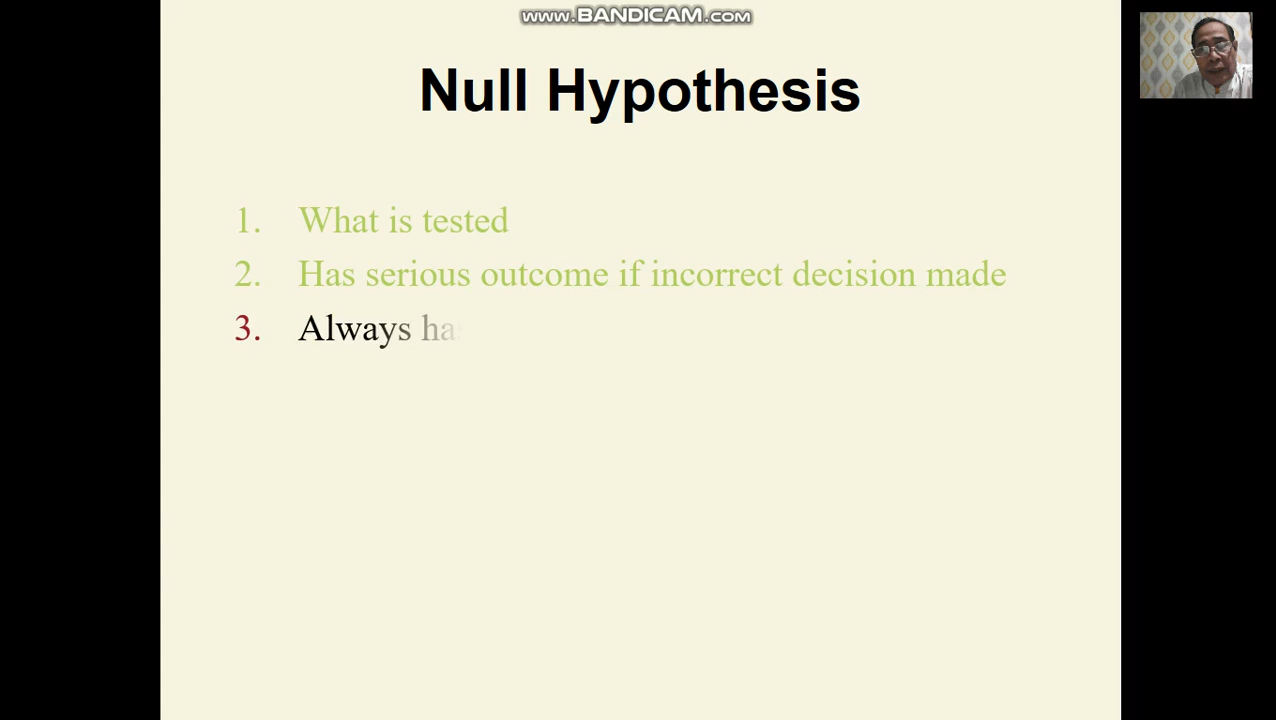 www.BANDICAM.com
Null Hypothesis
1. What is tested
2. Has serious outcome if incorrect decision made
3. Always